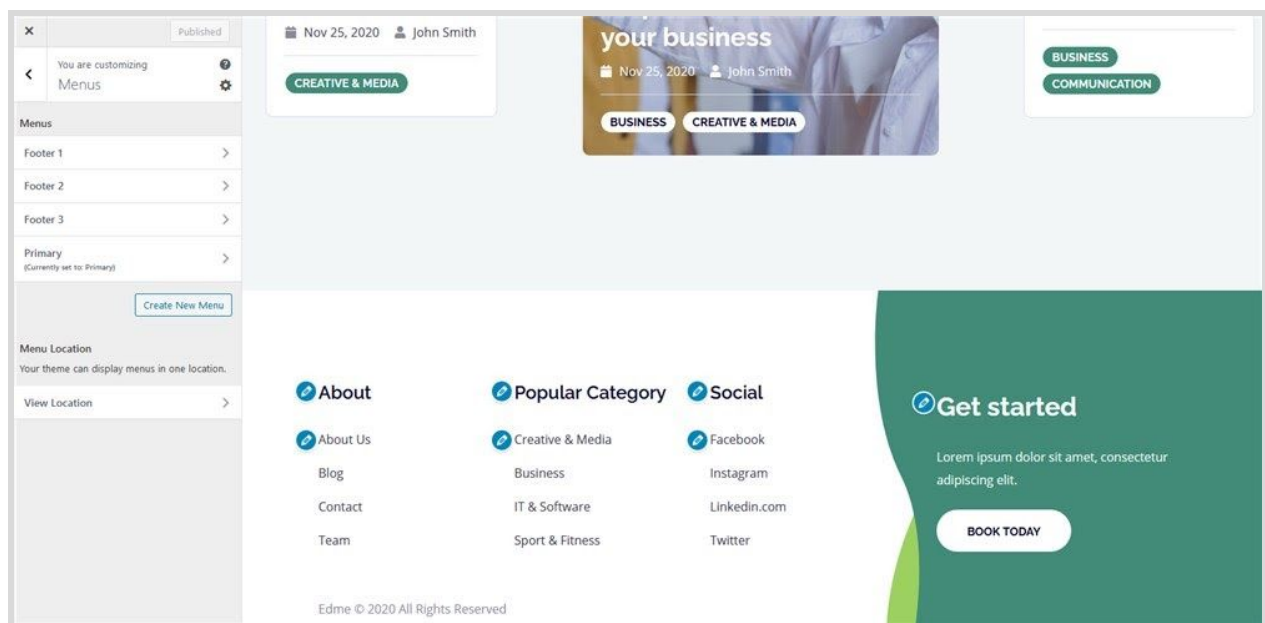 Published
You are customizing
Menus
Menus
Footer 1
Footer 2
Footer 3
Primary
(Currently set to: Primary)
Create New Menu
Menu Location
Your theme can display menus in one location.
View Location
Nov 25, 2020 John Smith
CREATIVE & MEDIA
your business
Nov 25, 2020 John Smith
BUSINESS CREATIVE & MEDIA
BUSINESS
COMMUNICATION
About
About Us
Blog
Contact
Team
Popular Category
Creative & Media
Business
IT & Software
Sport & Fitness
Social
Facebook
Instagram
Linkedin.com
Twitter
Get started
Lorem ipsum dolor sit amet, consectetur
adipiscing elit.
BOOK TODAY
Edme © 2020 All Rights Reserved